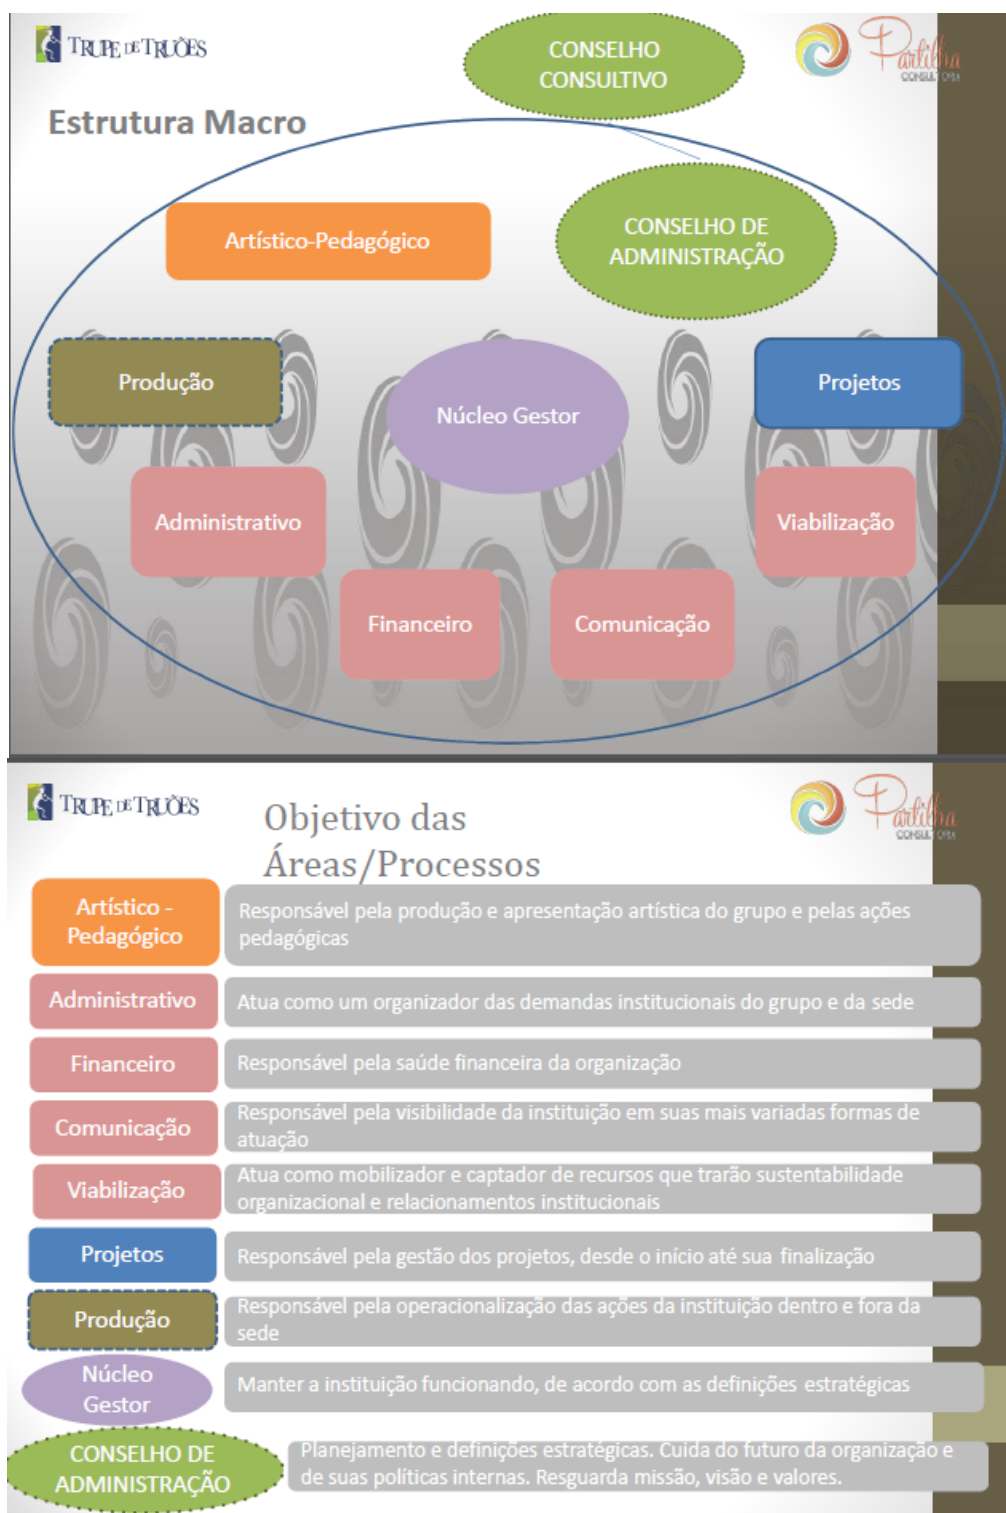 TRUPE DE TRUÕES
CONSELHO
CONSULTIVO
Partilha
CONSULTORIA
Estrutura Macro
Artístico-Pedagógico
CONSELHO DE
ADMINISTRAÇÃO
Produção
Núcleo Gestor
Projetos
Administrativo
Viabilização
Financeiro
Comunicação
TRUPE DE TRUÕES
Objetivo das
Áreas/Processos
Partilha
CONSULTORIA
Artístico -
Pedagógico
Responsável pela produção e apresentação artística do grupo e pelas ações
pedagógicas
Administrativo
Atua como um organizador das demandas institucionais do grupo e da sede
Financeiro
Responsável pela saúde financeira da organização
Comunicação
Responsável pela visibilidade da instituição em suas mais variadas formas de
atuação
Viabilização
Atua como mobilizador e captador de recursos que trarão sustentabilidade
organizacional e relacionamentos institucionais
Projetos
Responsável pela gestão dos projetos, desde o início até sua finalização
Produção
Responsável pela operacionalização das ações da instituição dentro e fora da
sede
Núcleo
Gestor
Manter a instituição funcionando, de acordo com as definições estratégicas
CONSELHO DE
ADMINISTRAÇÃO
Planejamento e definições estratégicas. Cuida do futuro da organização e
de suas políticas internas. Resguarda missão, visão e valores.